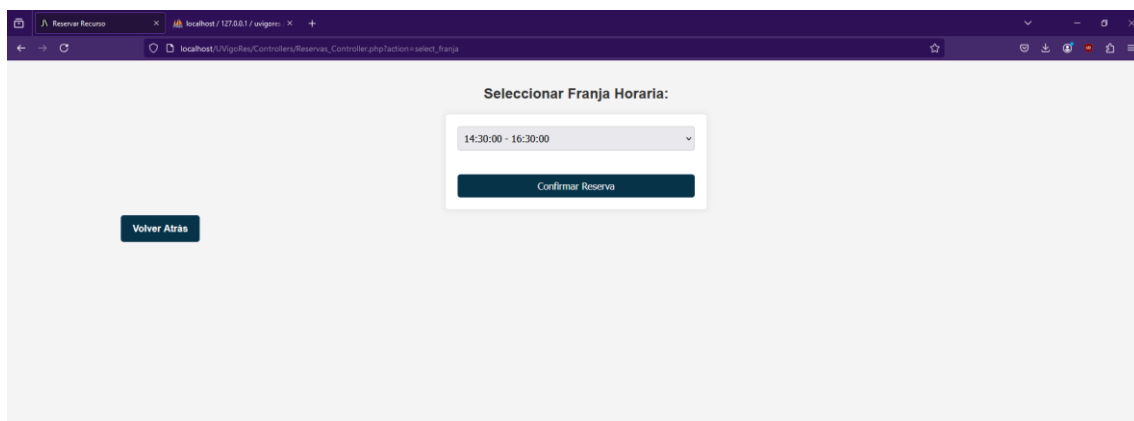 Reservar Recurso
localhost / 127.0.0.1 / uvigores
localhost/UVigoRes/Controllers/Reservas_Controller.php?action=select_franja
Seleccionar Franja Horaria:
14:30:00 - 16:30:00
Confirmar Reserva
Volver Atrás